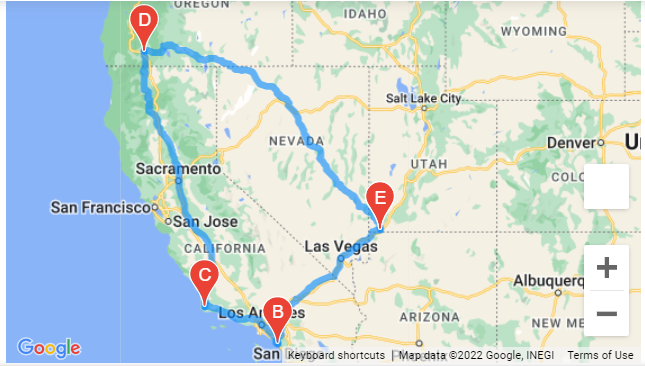 OREGON
D
IDAHO
WYOMING
Salt Lake City
NEVADA
Denver
U
UTAH
Sacramento
COLO
E
San Francisco
San Jose
Las Vegas
CALIFORNIA
C
Albuquerq
B
Los Angeles
ARIZONA
NEW ME
Google
San
Keyboard shortcuts
Map data ©2022 Google, INEGI
Terms of Use